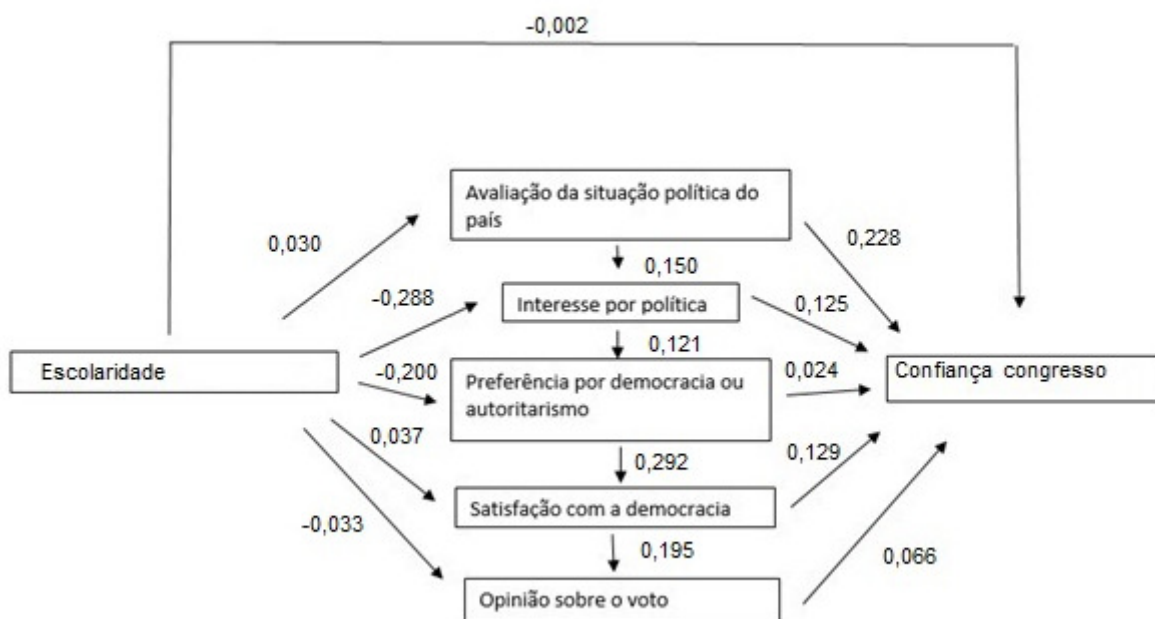 -0,002
Avaliação da situação política do
país
0,030
0,228
0,150
-0,288
Interesse por política
0,125
0,121
Escolaridade
-0,200
Preferência por democracia ou
autoritarismo
0,024
Confiança congresso
0,037
0,292
0,129
Satisfação com a democracia
-0,033
0,195
0,066
Opinião sobre o voto